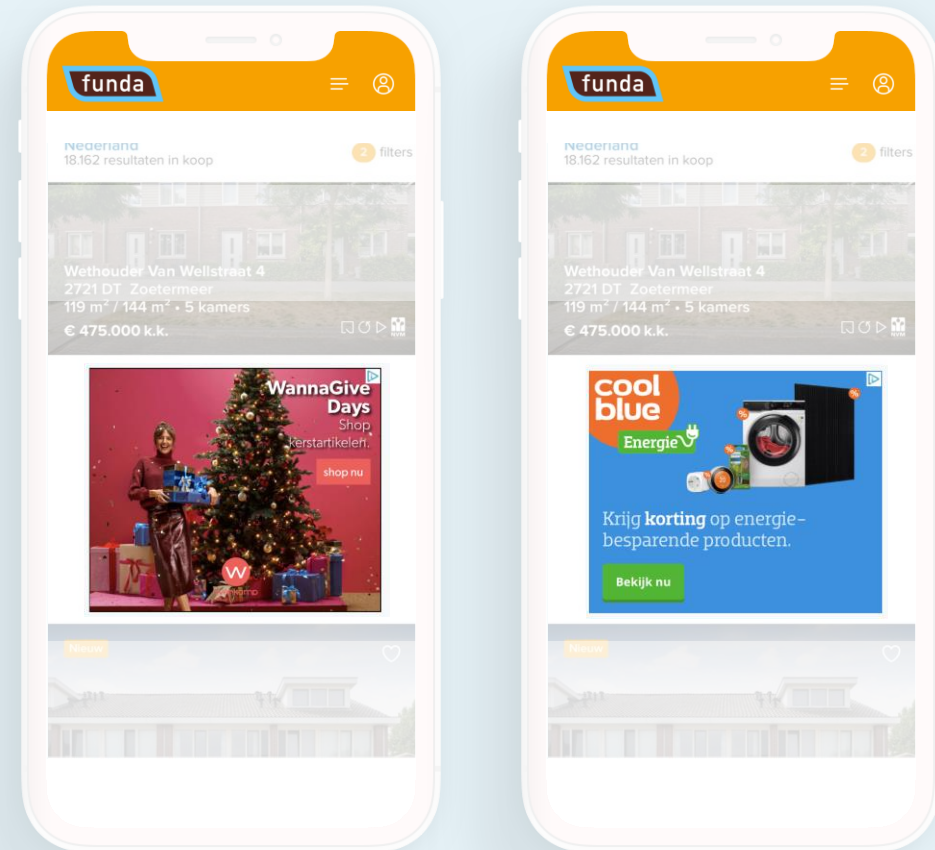 funda
Nederland
18.162 resultaten in koop
2 filters
Wethouder Van Wellstraat 4
2721 DT Zoetermeer
119 m² / 144 m² • 5 kamers
€ 475.000 k.k.
NVM
WannaGive
Days
Shop
kerstartikelen.
shop nu
W
Nieuw
funda
Nederland
18.162 resultaten in koop
2 filters
Wethouder Van Wellstraat 4
2721 DT Zoetermeer
119 m² / 144 m² • 5 kamers
€ 475.000 k.k.
NVM
cool
blue
Energie
Krijg korting op energie-
besparende producten.
Bekijk nu
Nieuw